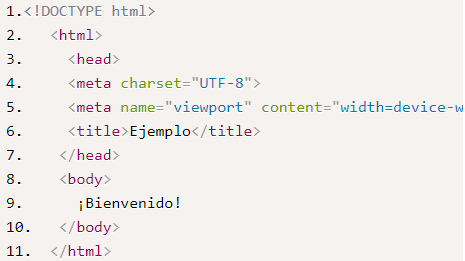 1.<!DOCTYPE html>
2. <html>
3. <head>
4. <meta charset="UTF-8">
5. <meta name="viewport" content="width=device-w
6. <title>Ejemplo</title>
7. </head>
8. <body>
9. ¡Bienvenido!
10. </body>
11. </html>